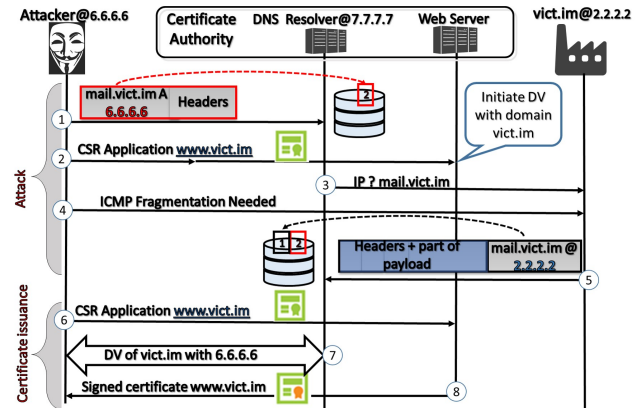 Attacker@6.6.6.6
Certificate
Authority
DNS Resolver@7.7.7.7
Web Server
vict.im@2.2.2.2
mail.vict.im A
6.6.6.6
Headers
2
Initiate DV
with domain
vict.im
1
CSR Application www.vict.im
2
3
IP ? mail.vict.im
4
ICMP Fragmentation Needed
Attack
1 2
Headers + part of
payload
mail.vict.im @
2.2.2.2
5
CSR Application www.vict.im
6
DV of vict.im with 6.6.6.6
7
Signed certificate www.vict.im
8
Certificate issuance